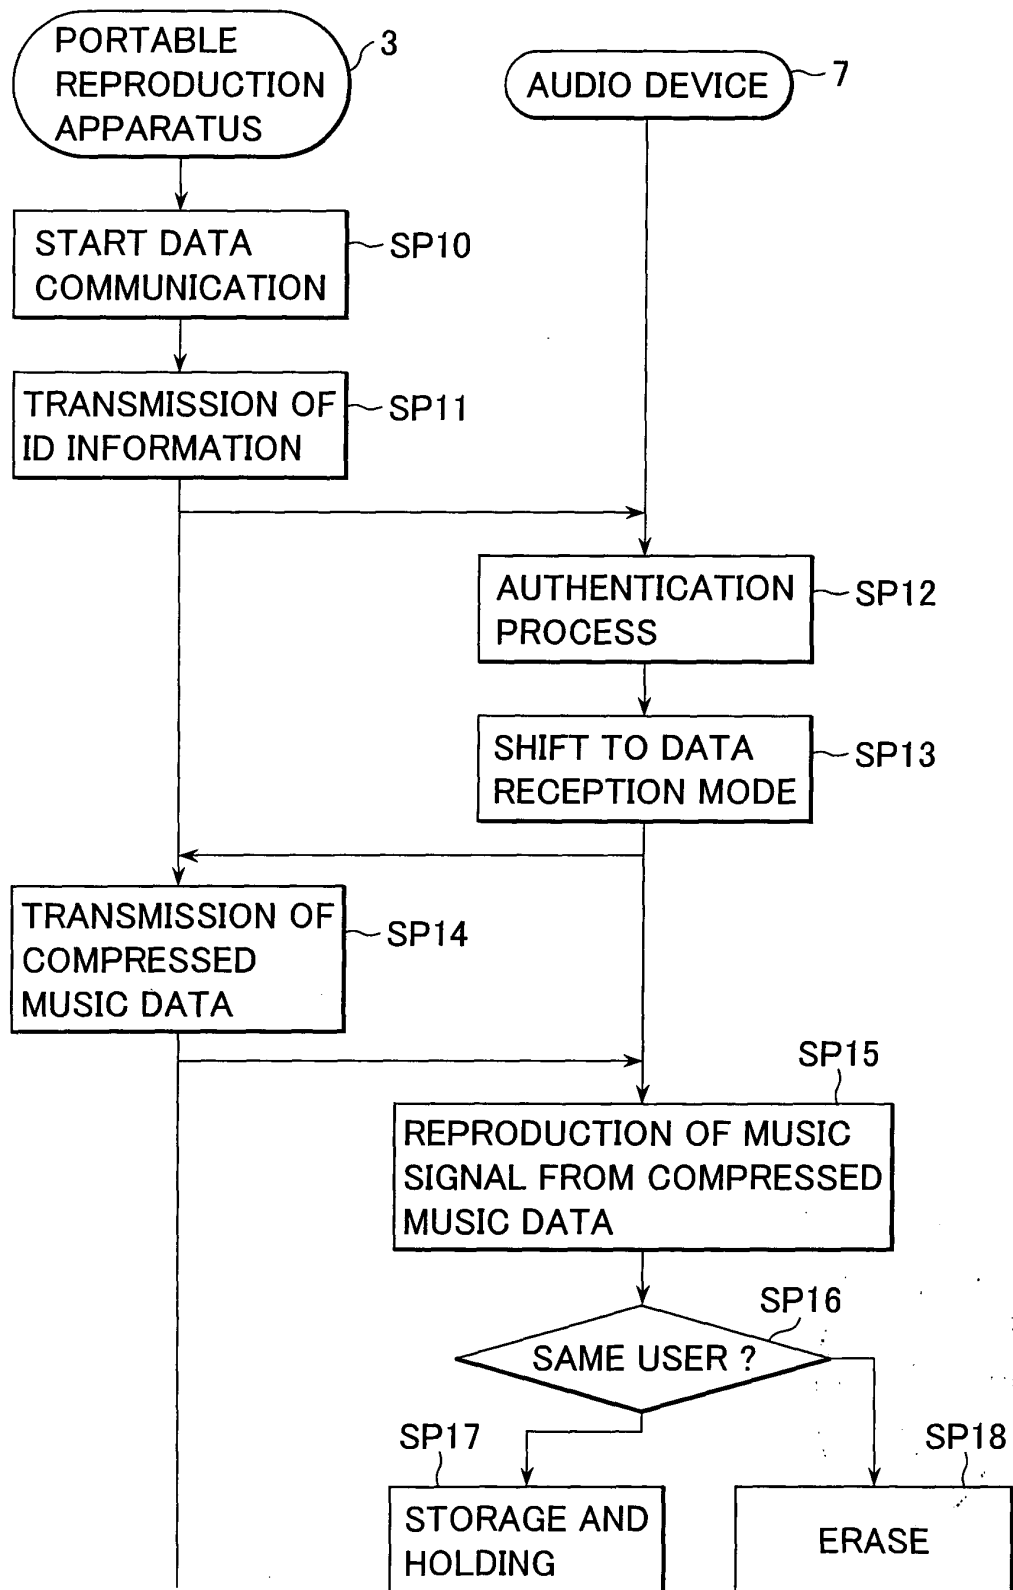 PORTABLE
REPRODUCTION
APPARATUS
3
AUDIO DEVICE
7
START DATA
COMMUNICATION
SP10
TRANSMISSION OF
ID INFORMATION
SP11
AUTHENTICATION
PROCESS
SP12
SHIFT TO DATA
RECEPTION MODE
SP13
TRANSMISSION OF
COMPRESSED
MUSIC DATA
SP14
SP15
REPRODUCTION OF MUSIC
SIGNAL FROM COMPRESSED
MUSIC DATA
SP16
SAME USER ?
SP17
STORAGE AND
HOLDING
SP18
ERASE